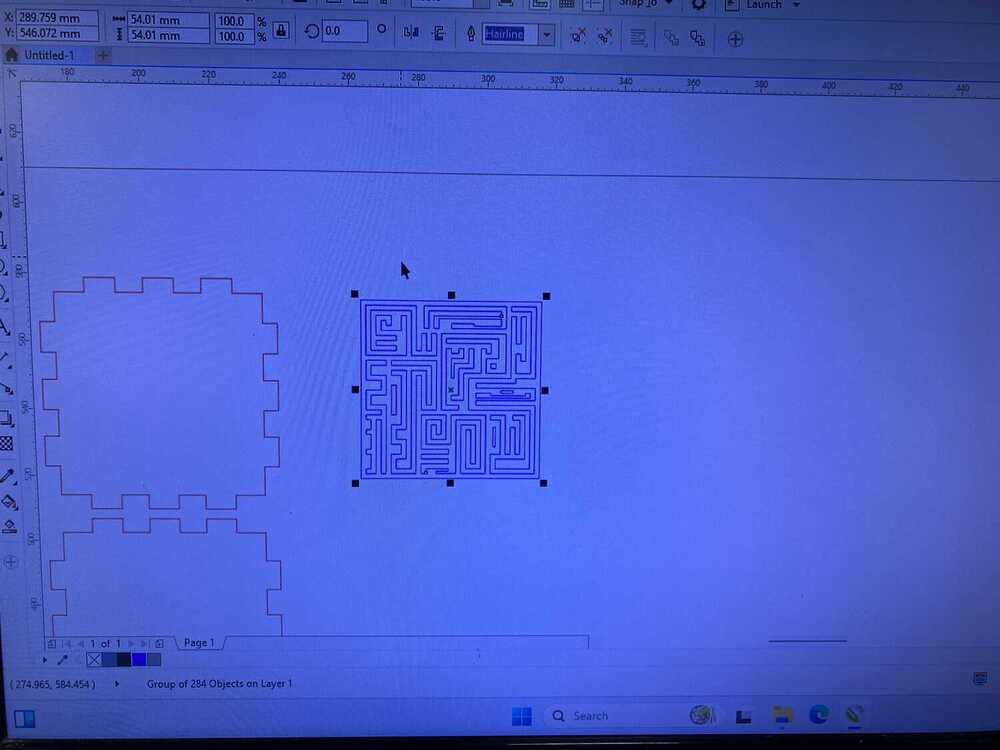 Snap To
Launch
X: 289.759 mm
Y: 546.072 mm
54.01 mm
54.01 mm
100.0 %
100.0 %
0.0
Hairline
Untitled-1
180 200 220 240 260 280 300 320 340 360 380 400 420 440
620
600
580
560
540
520
500
480
1 of 1
Page 1
( 274.965, 584.454 )
Group of 284 Objects on Layer 1
Search